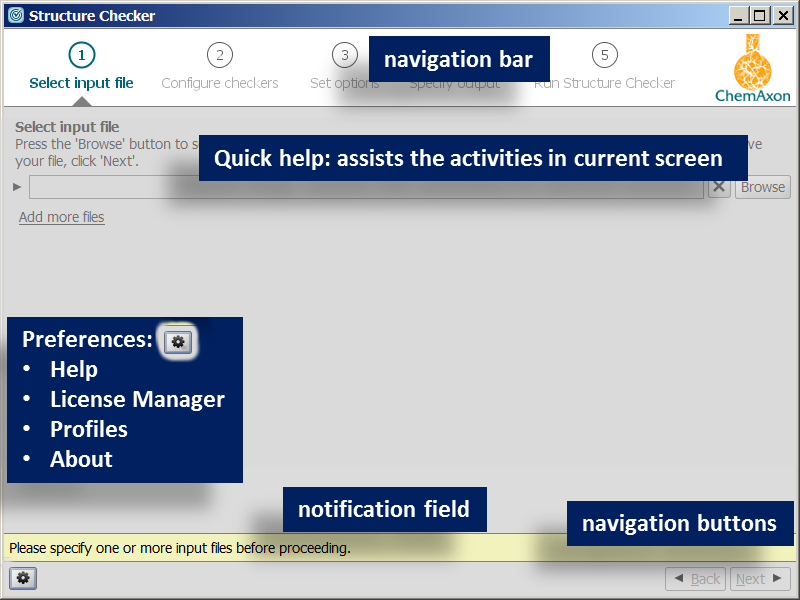 Structure Checker
1 2 3 5
Select input file Configure checkers Set options Specify output Run Structure Checker
navigation bar
ChemAxon
Select input file
Press the 'Browse' button to s
ve
your file, click 'Next'.
Quick help: assists the activities in current screen
Browse
Add more files
Preferences:
• Help
• License Manager
• Profiles
• About
notification field
navigation buttons
Please specify one or more input files before proceeding.
Back Next